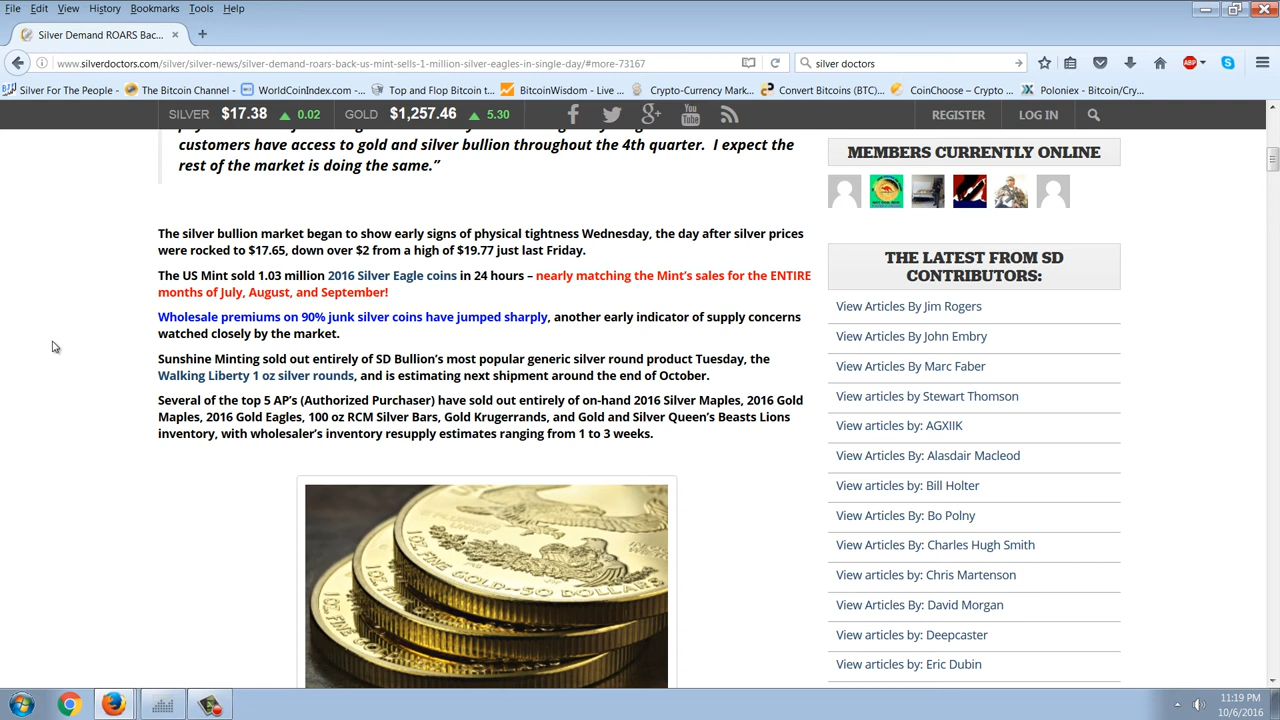 File Edit View History Bookmarks Tools Help
Silver Demand ROARS Bac...
www.silverdoctors.com/silver/silver-news/silver-demand-roars-back-us-mint-sells-1-million-silver-eagles-in-single-day/#more-73167
silver doctors
ABP
Silver For The People - The Bitcoin Channel - WorldCoinIndex.com -... Top and Flop Bitcoin t... BitcoinWisdom - Live ... Crypto-Currency Mark... Convert Bitcoins (BTC)... CoinChoose – Crypto ... Poloniex - Bitcoin/Cry...
SILVER $17.38 0.02 GOLD $1,257.46 5.30
REGISTER LOG IN
customers have access to gold and silver bullion throughout the 4th quarter. I expect the
rest of the market is doing the same.”
The silver bullion market began to show early signs of physical tightness Wednesday, the day after silver prices
were rocked to $17.65, down over $2 from a high of $19.77 just last Friday.
The US Mint sold 1.03 million 2016 Silver Eagle coins in 24 hours – nearly matching the Mint’s sales for the ENTIRE
months of July, August, and September!
Wholesale premiums on 90% junk silver coins have jumped sharply, another early indicator of supply concerns
watched closely by the market.
Sunshine Minting sold out entirely of SD Bullion’s most popular generic silver round product Tuesday, the
Walking Liberty 1 oz silver rounds, and is estimating next shipment around the end of October.
Several of the top 5 AP’s (Authorized Purchaser) have sold out entirely of on-hand 2016 Silver Maples, 2016 Gold
Maples, 2016 Gold Eagles, 100 oz RCM Silver Bars, Gold Krugerrands, and Gold and Silver Queen’s Beasts Lions
inventory, with wholesaler’s inventory resupply estimates ranging from 1 to 3 weeks.
MEMBERS CURRENTLY ONLINE
THE LATEST FROM SD
CONTRIBUTORS:
View Articles By Jim Rogers
View Articles By John Embry
View Articles By Marc Faber
View articles by Stewart Thomson
View articles by: AGXIIK
View Articles By: Alasdair Macleod
View articles by: Bill Holter
View Articles By: Bo Polny
View Articles By: Charles Hugh Smith
View articles by: Chris Martenson
View Articles By: David Morgan
View articles by: Deepcaster
View articles by: Eric Dubin
1 OZ. FINE GOLD~50 DOLLARS
11:19 PM
10/6/2016